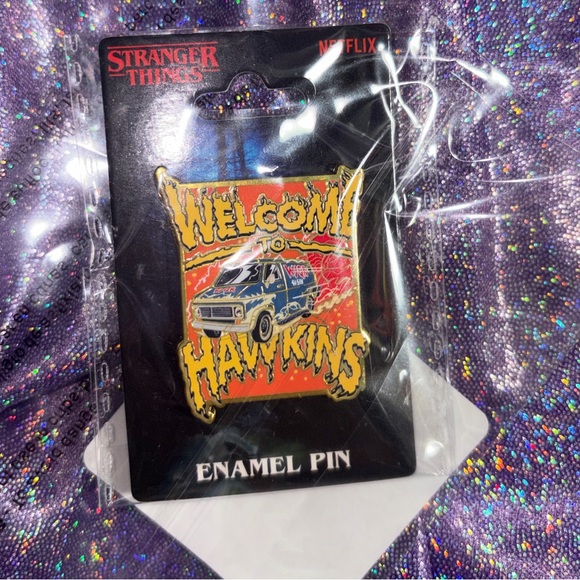 STRANGER
THINGS
NETFLIX
WELCOME
TO
HAWKINS
ENAMEL PIN